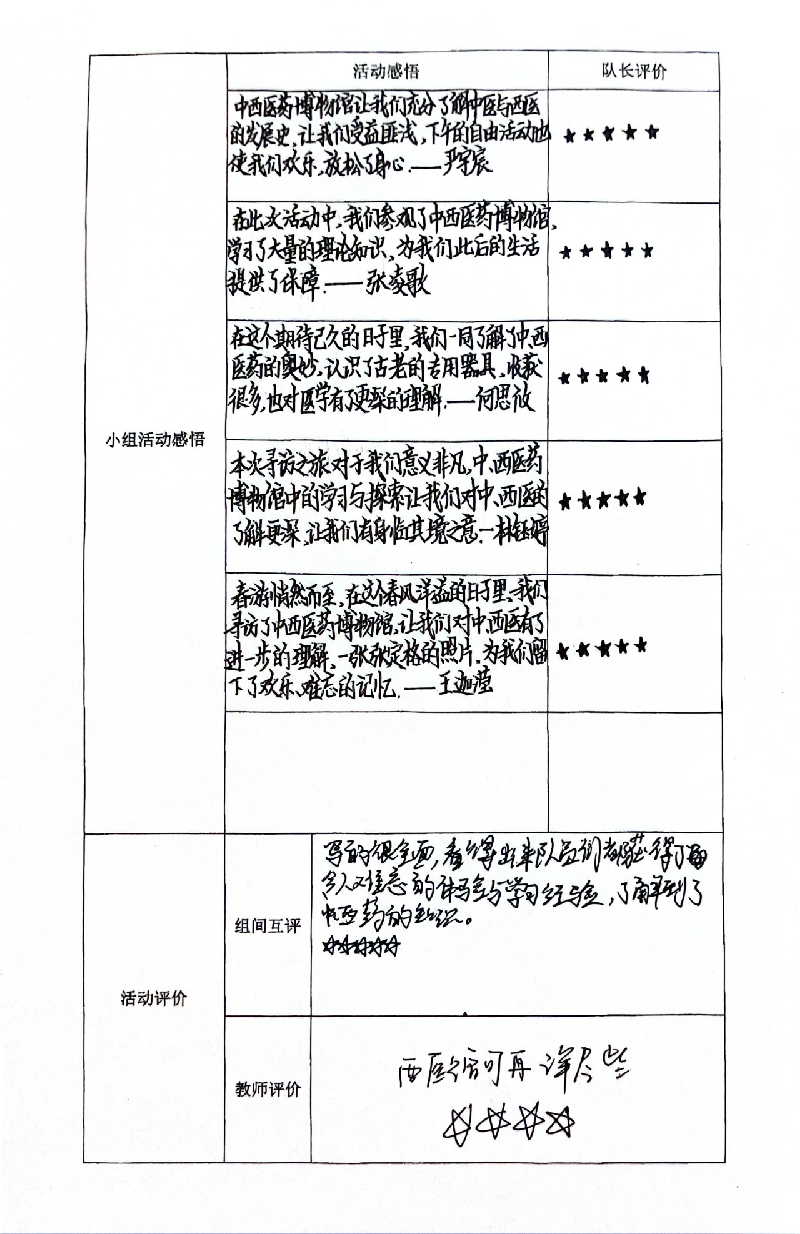 活动感悟 队长评价
小组活动感悟
中西医药博物馆让我们充分了解中医与西医
的发展史,让我们受益匪浅,下午的自由活动也
使我们欢乐,放松了身心.——严宇宸
★★★★★
在此次活动中,我们参观了中西医药博物馆,
学习了大量的理论知识,为我们此后的生活
提供了保障.——张凌歌
★★★★★
在这个期待已久的日子里,我们一同了解了中、西
医药的奥妙,认识了古老的专用器具,收获
很多,也对医学有了更深的理解.——何思
★★★★★
本次寻访之旅对于我们意义非凡,中、西医药
博物馆中的学习与探索让我们对中、西医的
了解更深,让我们有身临其境之意.—林钰婷
★★★★★
春游悄然而至,在这个春风洋溢的日子里,我们
寻访了中西医药博物馆,让我们对中、西医有了
进一步的理解,一张张定格的照片,为我们留
下了欢乐、难忘的记忆.——王迦莹
★★★★★
活动评价
组间互评
写的很全面,看得出来队员们都获得了
令人难忘的体验与学习经验,了解到了
中医药的知识。
☆☆☆☆☆
教师评价
西医馆可再详尽些
☆☆☆☆